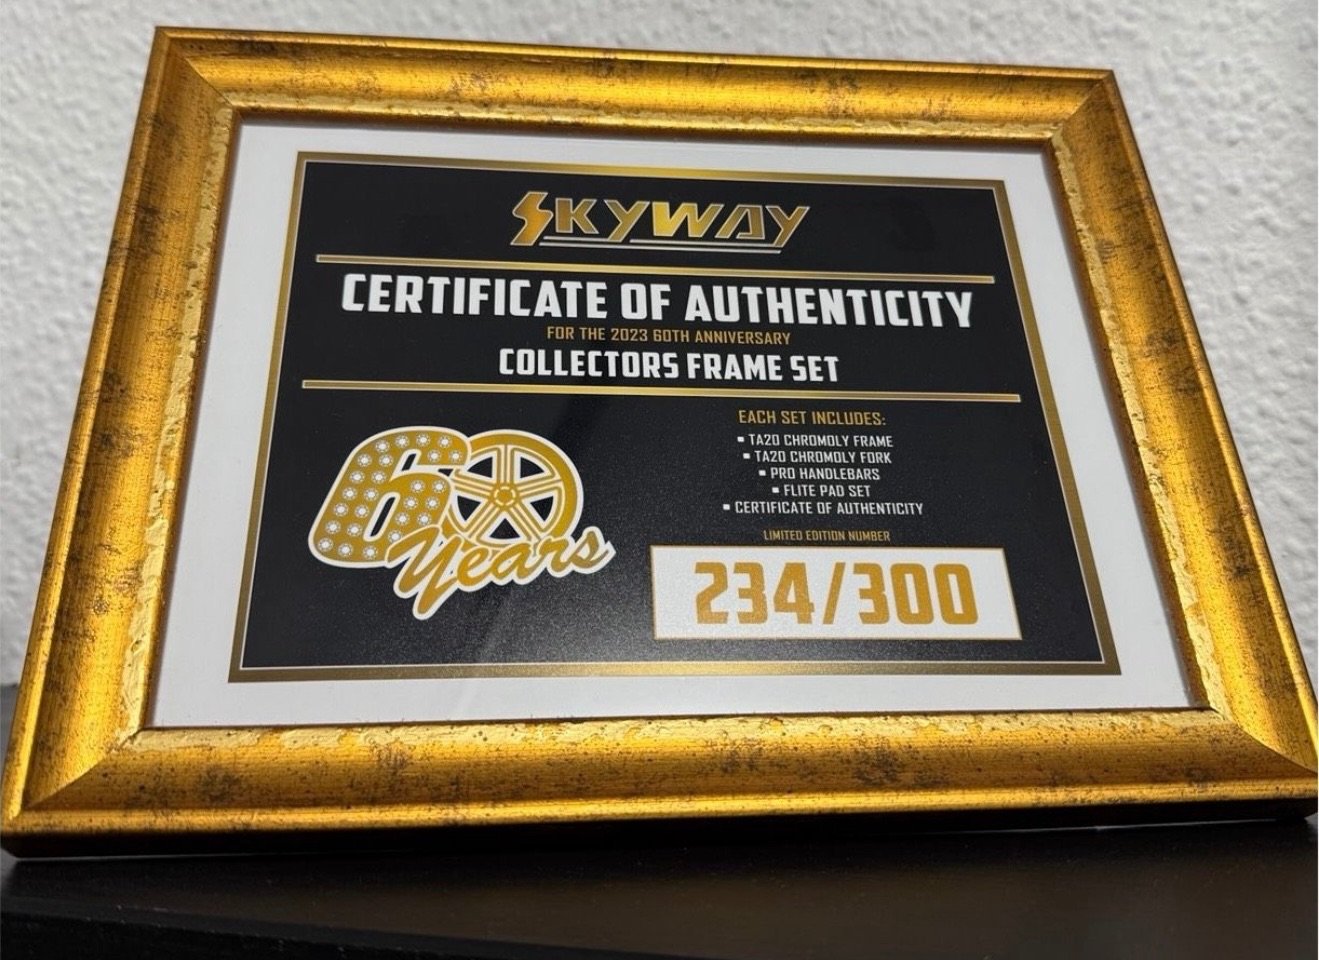 SKYWAY
CERTIFICATE OF AUTHENTICITY
FOR THE 2023 60TH ANNIVERSARY
COLLECTORS FRAME SET
60
Years
EACH SET INCLUDES:
▪ TA20 CHROMOLY FRAME
▪ TA20 CHROMOLY FORK
▪ PRO HANDLEBARS
▪ FLITE PAD SET
▪ CERTIFICATE OF AUTHENTICITY
LIMITED EDITION NUMBER
234/300